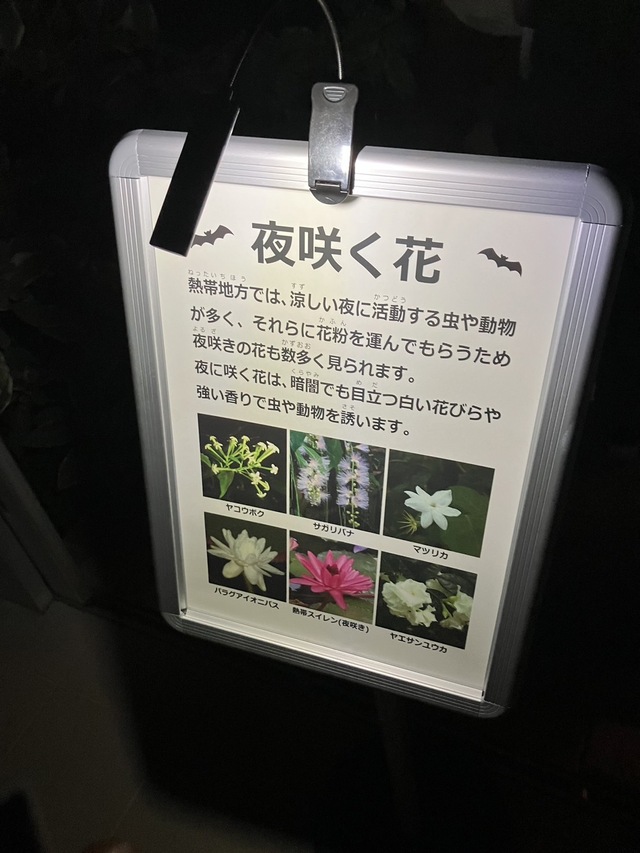 夜咲く花
熱帯地方では、涼しい夜に活動する虫や動物
が多く、それらに花粉を運んでもらうため
夜咲きの花も数多く見られます。
夜に咲く花は、暗闇でも目立つ白い花びらや
強い香りで虫や動物を誘います。
ヤコウボク サガリバナ マツリカ
パラグアイオニバス 熱帯スイレン(夜咲き) ヤエサンユウカ